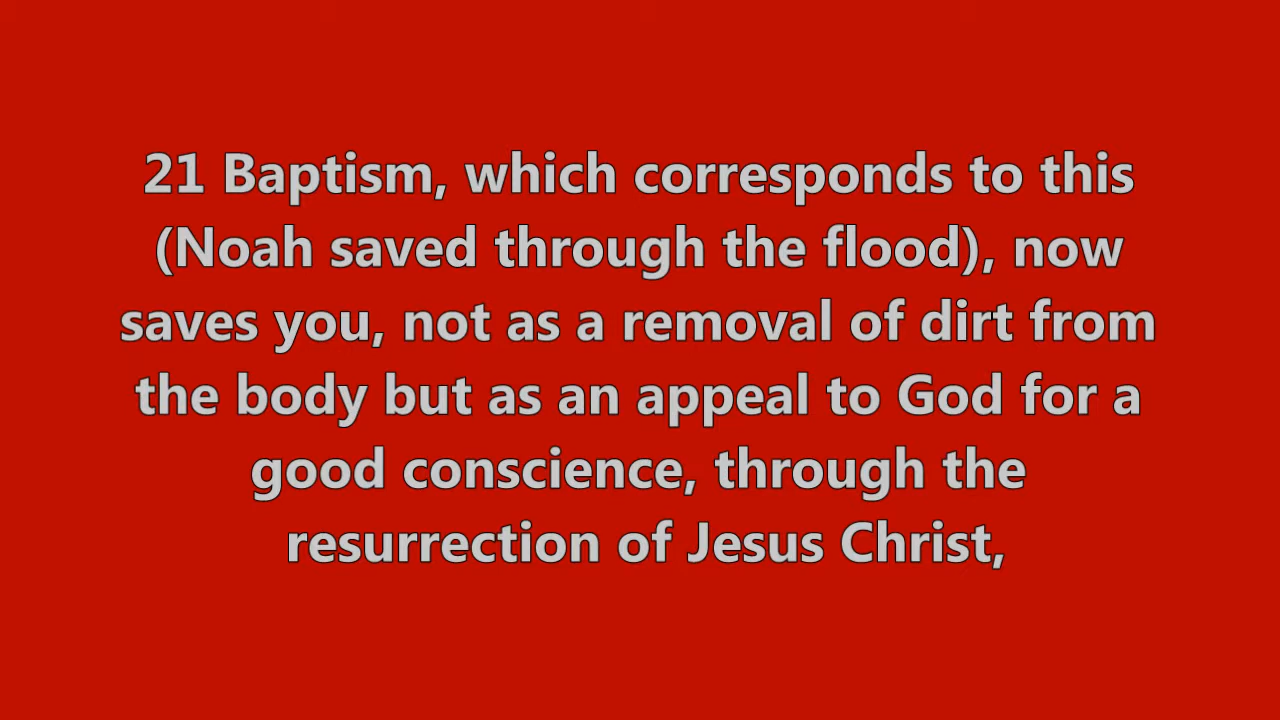 21 Baptism, which corresponds to this
(Noah saved through the flood), now
saves you, not as a removal of dirt from
the body but as an appeal to God for a
good conscience, through the
resurrection of Jesus Christ,